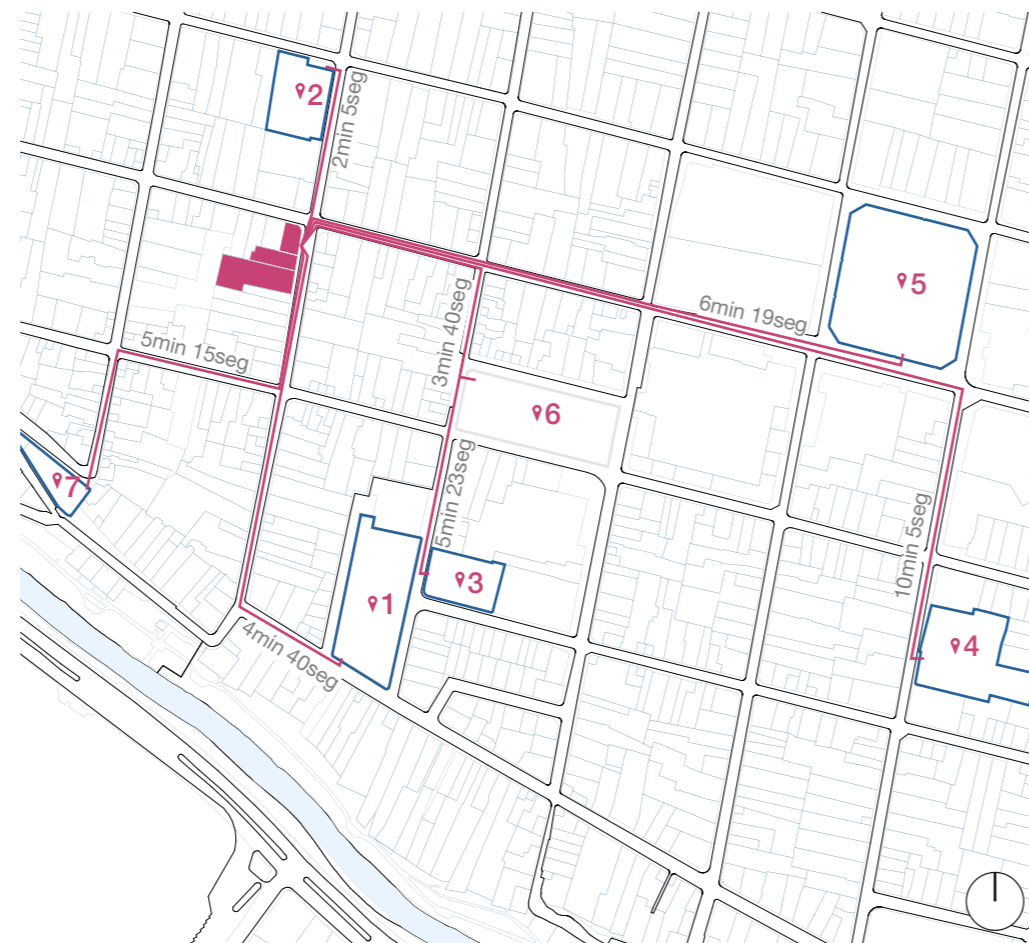 2
2min 5seg
5
6min 19seg
3min 40seg
5min 15seg
6
7
5min 23seg
10min 5seg
3
1
4
4min 40seg